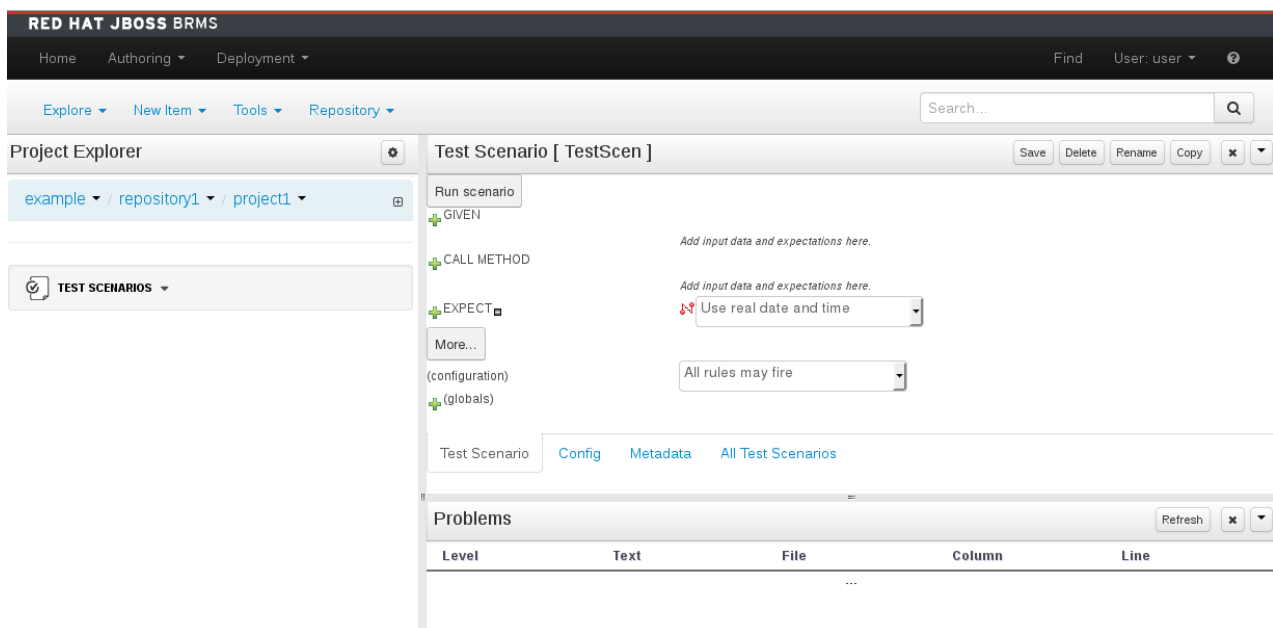 RED HAT JBOSS BRMS
Home Authoring Deployment Find User: user
Explore New Item Tools Repository Search...
Project Explorer
example / repository1 / project1
TEST SCENARIOS
Test Scenario [ TestScen ] Save Delete Rename Copy
Run scenario
GIVEN
Add input data and expectations here.
CALL METHOD
Add input data and expectations here.
EXPECT Use real date and time
More...
(configuration) All rules may fire
(globals)
Test Scenario Config Metadata All Test Scenarios
Problems Refresh
Level Text File Column Line
...